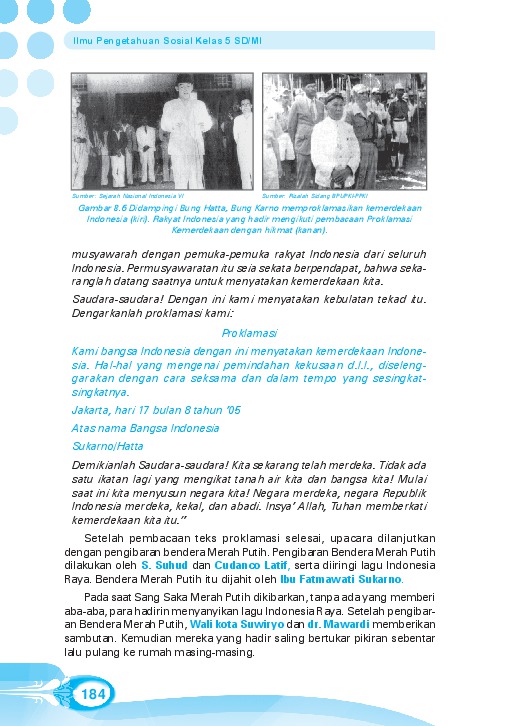 Ilmu Pengetahuan Sosial Kelas 5 SD/MI
Sumber: Sejarah Nasional Indonesia VI
Sumber: Risalah Sidang BPUPKI-PPKI
Gambar 8.6 Didampingi Bung Hatta, Bung Karno memproklamasikan kemerdekaan
Indonesia (kiri). Rakyat Indonesia yang hadir mengikuti pembacaan Proklamasi
Kemerdekaan dengan hikmat (kanan).
musyawarah dengan pemuka-pemuka rakyat Indonesia dari seluruh
Indonesia. Permusyawaratan itu seia sekata berpendapat, bahwa seka-
ranglah datang saatnya untuk menyatakan kemerdekaan kita.
Saudara-saudara! Dengan ini kami menyatakan kebulatan tekad itu.
Dengarkanlah proklamasi kami:
Proklamasi
Kami bangsa Indonesia dengan ini menyatakan kemerdekaan Indone-
sia. Hal-hal yang mengenai pemindahan kekusaan d.l.l., diseleng-
garakan dengan cara seksama dan dalam tempo yang sesingkat-
singkatnya.
Jakarta, hari 17 bulan 8 tahun '05
Atas nama Bangsa Indonesia
Sukarno/Hatta
Demikianlah Saudara-saudara! Kita sekarang telah merdeka. Tidak ada
satu ikatan lagi yang mengikat tanah air kita dan bangsa kita! Mulai
saat ini kita menyusun negara kita! Negara merdeka, negara Republik
Indonesia merdeka, kekal, dan abadi. Insya' Allah, Tuhan memberkati
kemerdekaan kita itu."
Setelah pembacaan teks proklamasi selesai, upacara dilanjutkan
dengan pengibaran bendera Merah Putih. Pengibaran Bendera Merah Putih
dilakukan oleh S. Suhud dan Cudanco Latif, serta diiringi lagu Indonesia
Raya. Bendera Merah Putih itu dijahit oleh Ibu Fatmawati Sukarno.
Pada saat Sang Saka Merah Putih dikibarkan, tanpa ada yang memberi
aba-aba, para hadirin menyanyikan lagu Indonesia Raya. Setelah pengibar-
an Bendera Merah Putih, Wali kota Suwiryo dan dr. Mawardi memberikan
sambutan. Kemudian mereka yang hadir saling bertukar pikiran sebentar
lalu pulang ke rumah masing-masing.
184